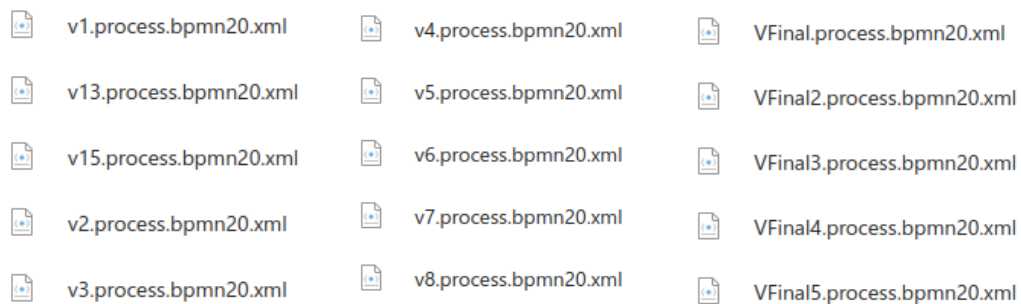 v1.process.bpmn20.xml
v13.process.bpmn20.xml
v15.process.bpmn20.xml
v2.process.bpmn20.xml
v3.process.bpmn20.xml
v4.process.bpmn20.xml
v5.process.bpmn20.xml
v6.process.bpmn20.xml
v7.process.bpmn20.xml
v8.process.bpmn20.xml
VFinal.process.bpmn20.xml
VFinal2.process.bpmn20.xml
VFinal3.process.bpmn20.xml
VFinal4.process.bpmn20.xml
VFinal5.process.bpmn20.xml